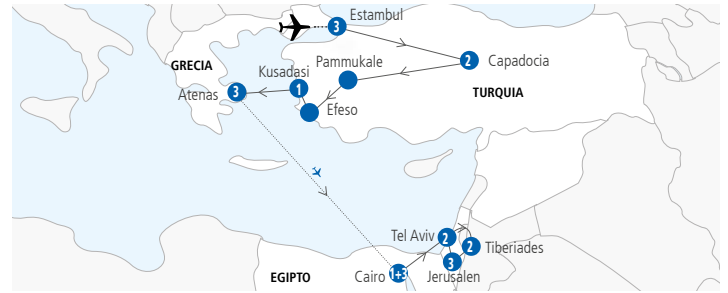 Estambul
3
GRECIA
Kusadasi
Pammukale
2
Capadocia
Atenas
3
1
TURQUIA
Efeso
Tel Aviv
2
2
Tiberiades
EGIPTO
Cairo
1+3
Jerusalen
3